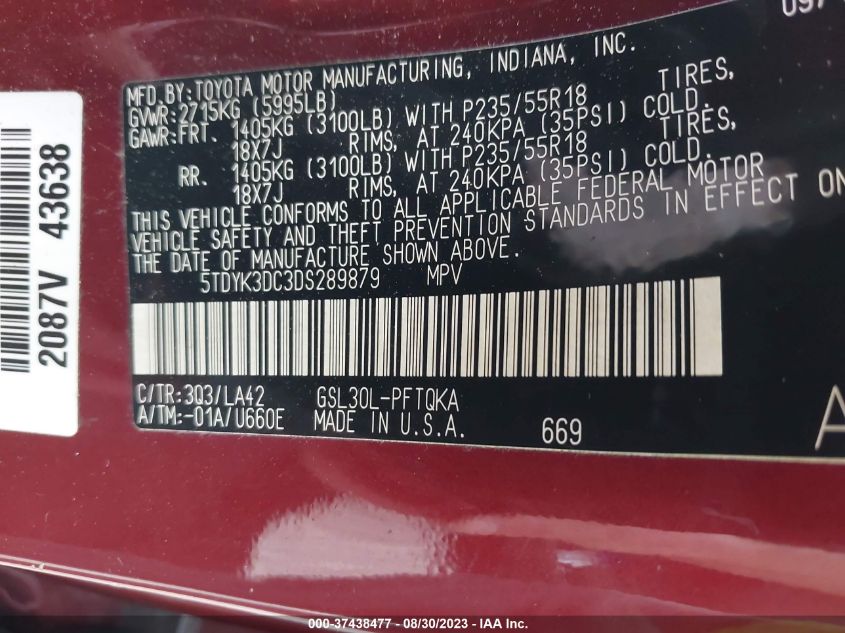 097
MFD.BY:TOYOTA MOTOR MANUFACTURING, INDIANA, INC.
GVWR:2715KG (5995LB)
GAWR:FRT. 1405KG (3100LB) WITH P235/55R18 TIRES,
18X7J RIMS, AT 240KPA (35PSI) COLD.
RR. 1405KG (3100LB) WITH P235/55R18 TIRES,
18X7J RIMS, AT 240KPA (35PSI) COLD.
THIS VEHICLE CONFORMS TO ALL APPLICABLE FEDERAL MOTOR
VEHICLE SAFETY AND THEFT PREVENTION STANDARDS IN EFFECT ON
THE DATE OF MANUFACTURE SHOWN ABOVE.
5TDYK3DC3DS289879 MPV
C/TR:3Q3/LA42 GSL30L-PFTQKA
A/TM:-01A/U660E MADE IN U.S.A. 669
A
2087V 43638
000-37438477 - 08/30/2023 - IAA Inc.